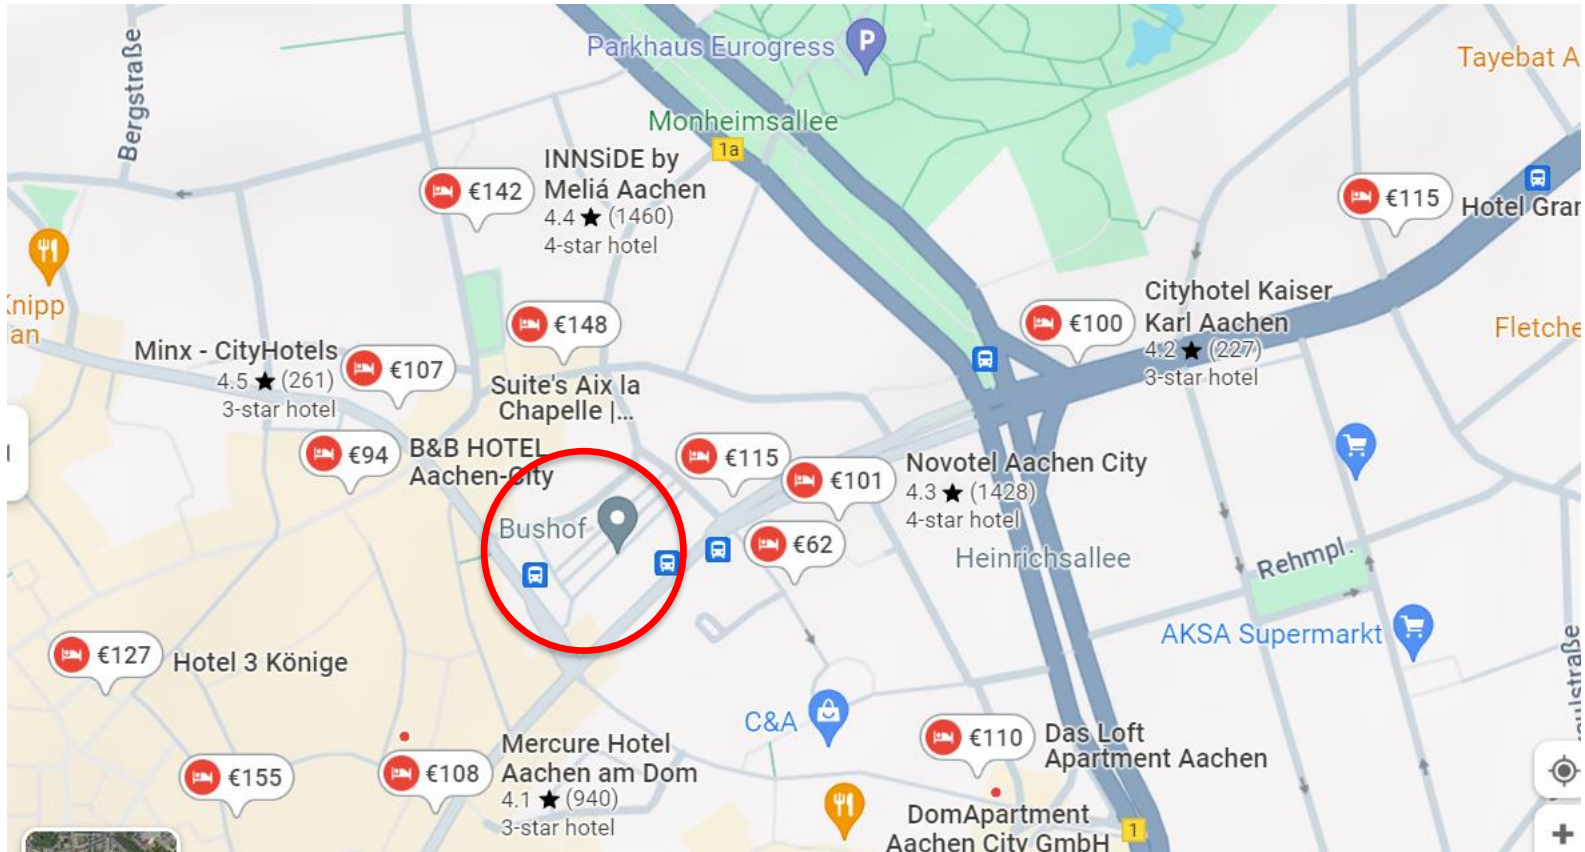 Bergstraße
Parkhaus Eurogress
P
Tayebat A
Monheimsallee
1a
INNSiDE by
Meliá Aachen
4.4 ★ (1460)
4-star hotel
€142
€115
Hotel Gran
Knipp
an
Cityhotel Kaiser
Karl Aachen
4.2 ★ (227)
3-star hotel
€100
€148
Suite's Aix la
Chapelle |...
Fletche
Minx - CityHotels
4.5 ★ (261)
3-star hotel
€107
€94
B&B HOTEL
Aachen-City
€115
€101
Novotel Aachen City
4.3 ★ (1428)
4-star hotel
Bushof
€62
Heinrichsallee
Rehmpl.
AKSA Supermarkt
€127
Hotel 3 Könige
C&A
€110
Das Loft
Apartment Aachen
€155
€108
Mercure Hotel
Aachen am Dom
4.1 ★ (940)
3-star hotel
DomApartment
Aachen City GmbH
1
+